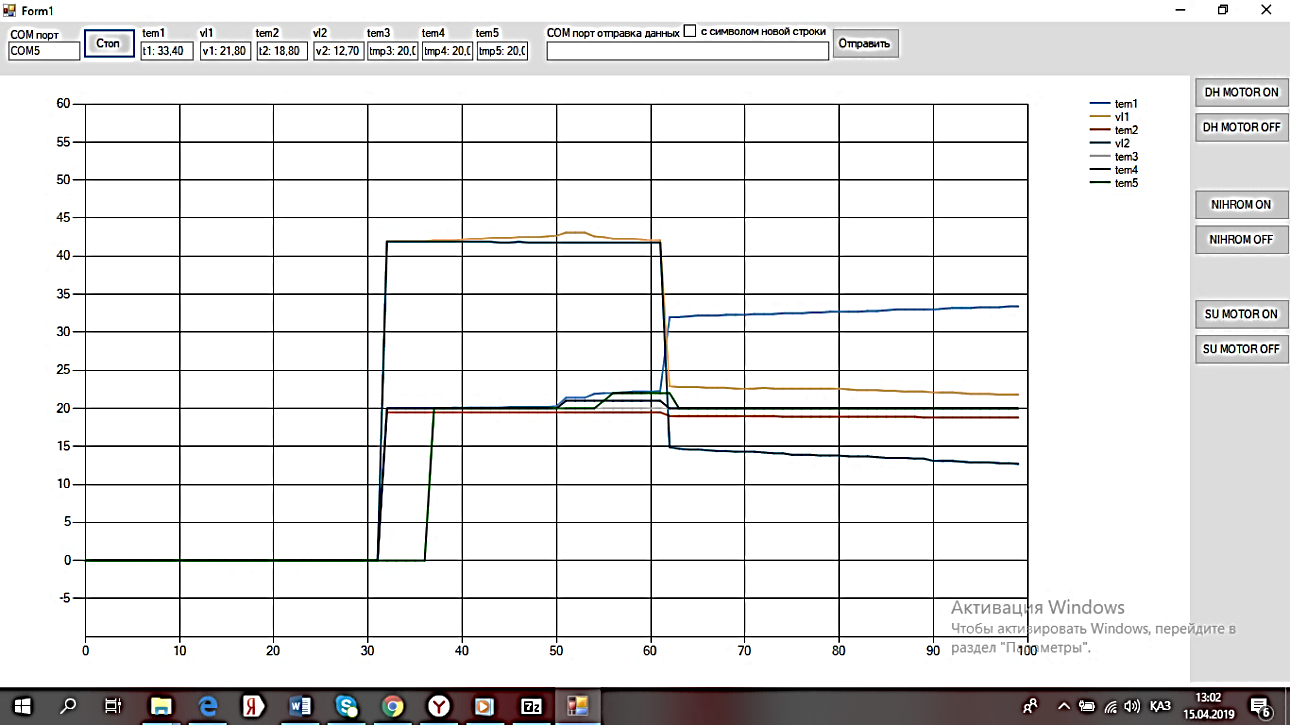 Form1
COM порт
tem1
vl1
tem2
vl2
tem3
tem4
tem5
COM порт отправка данных
с символом новой строки
COM5
Стоп
t1: 33,40
v1: 21,80
t2: 18,80
v2: 12,70
tmp3: 20,0
tmp4: 20,0
tmp5: 20,0
Отправить
60
55
50
45
40
35
30
25
20
15
10
5
0
-5
0
10
20
30
40
50
60
70
80
90
100
tem1
vl1
tem2
vl2
tem3
tem4
tem5
DH MOTOR ON
DH MOTOR OFF
NIHROM ON
NIHROM OFF
SU MOTOR ON
SU MOTOR OFF
Активация Windows
Чтобы активировать Windows, перейдите в
раздел "Параметры".
ҚАЗ
13:02
15.04.2019
6